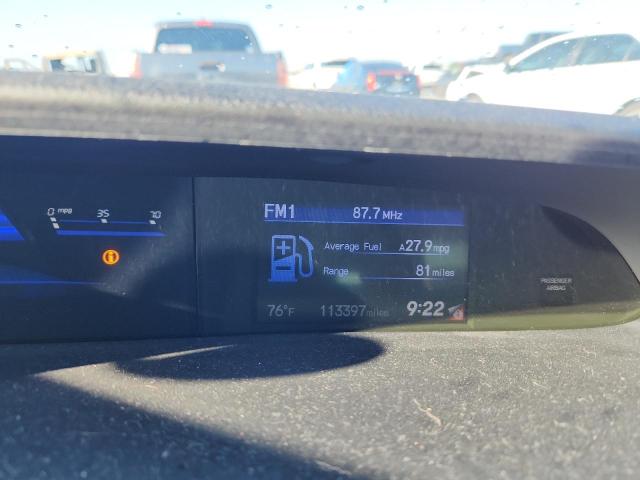 0 mpg 35 70
FM1 87.7 MHz
Average Fuel A27.9 mpg
Range 81 miles
76°F 113397 miles 9:22
PASSENGER
AIRBAG